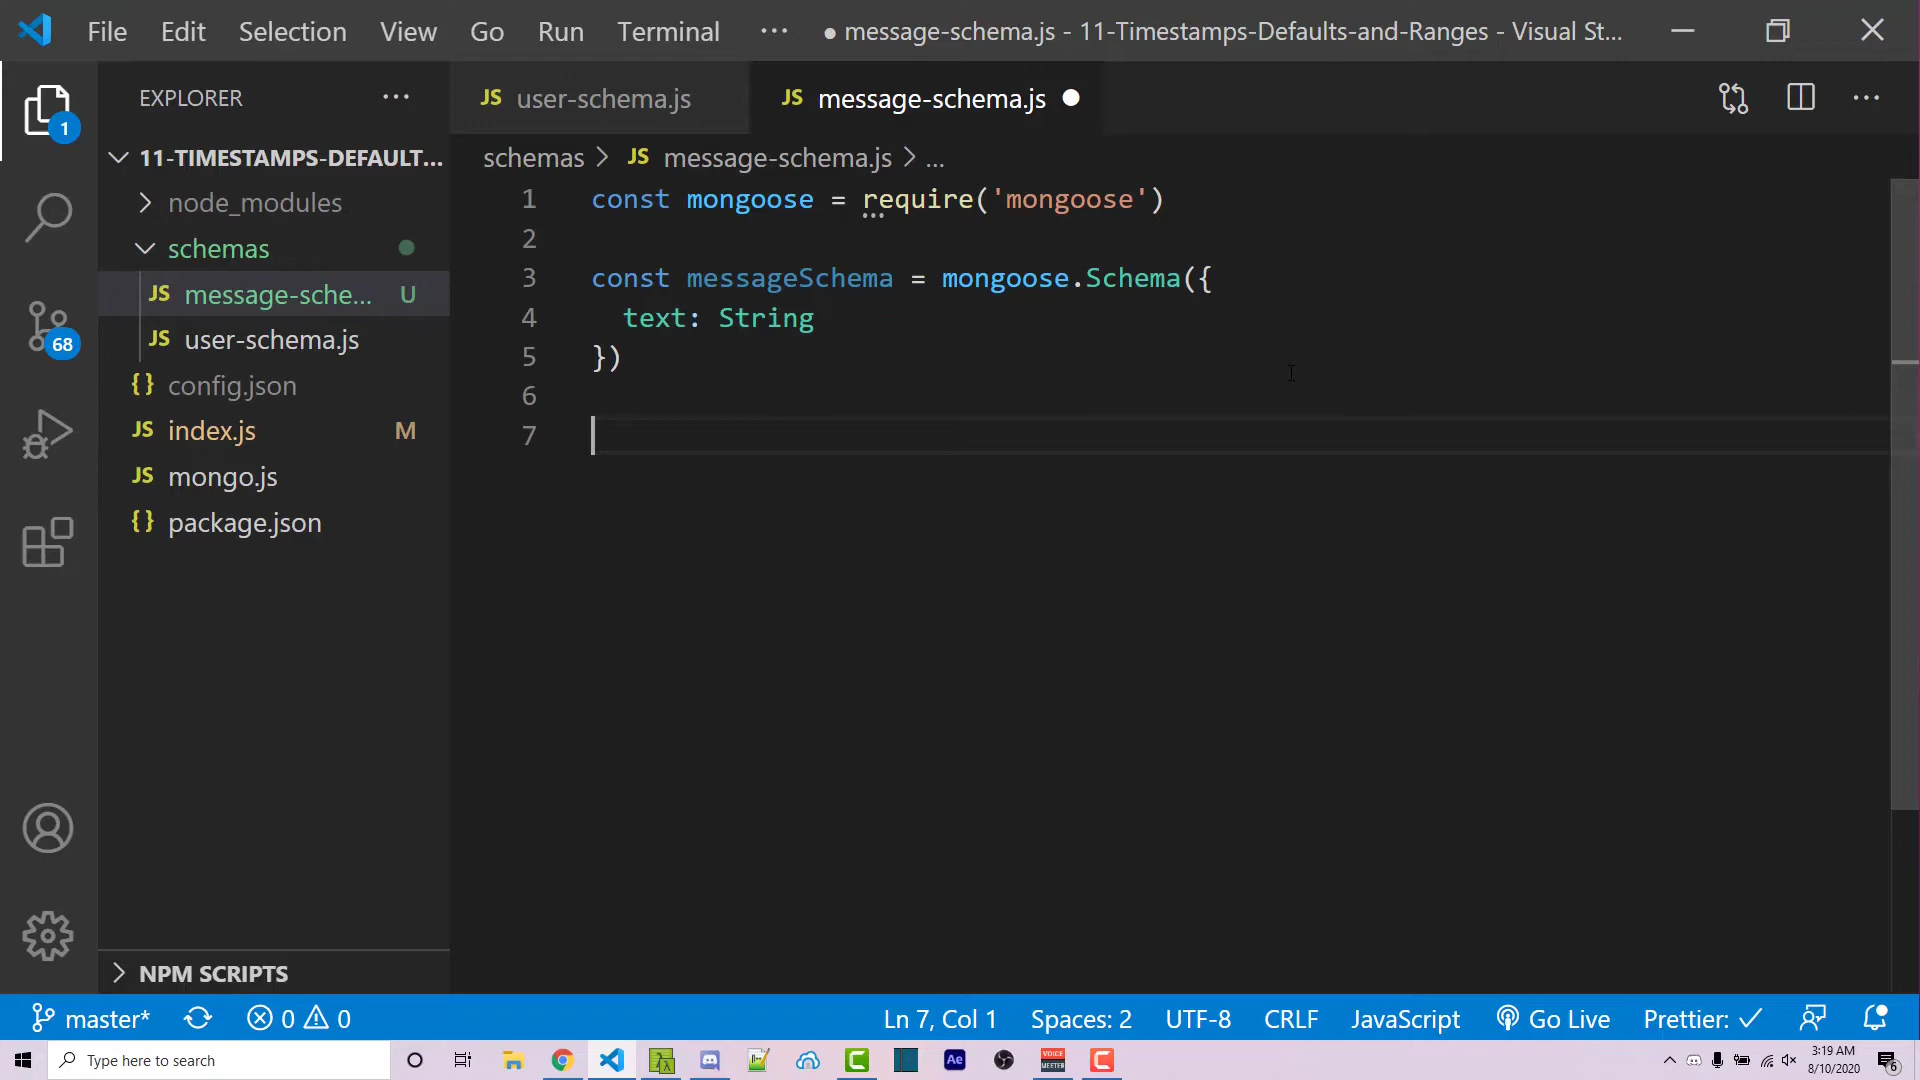 File Edit Selection View Go Run Terminal ··· ● message-schema.js - 11-Timestamps-Defaults-and-Ranges - Visual St...
EXPLORER ···
1
68
11-TIMESTAMPS-DEFAULT...
node_modules
schemas
JS message-sche... U
JS user-schema.js
{} config.json
JS index.js M
JS mongo.js
{} package.json
NPM SCRIPTS
JS user-schema.js JS message-schema.js ●
schemas > JS message-schema.js > ...
1 const mongoose = require('mongoose')
2
3 const messageSchema = mongoose.Schema({
4 text: String
5 })
6
7
master* 0 0 Ln 7, Col 1 Spaces: 2 UTF-8 CRLF JavaScript Go Live Prettier: ✓
Type here to search
Ae
VOICE
MEETER
3:19 AM
8/10/2020
6